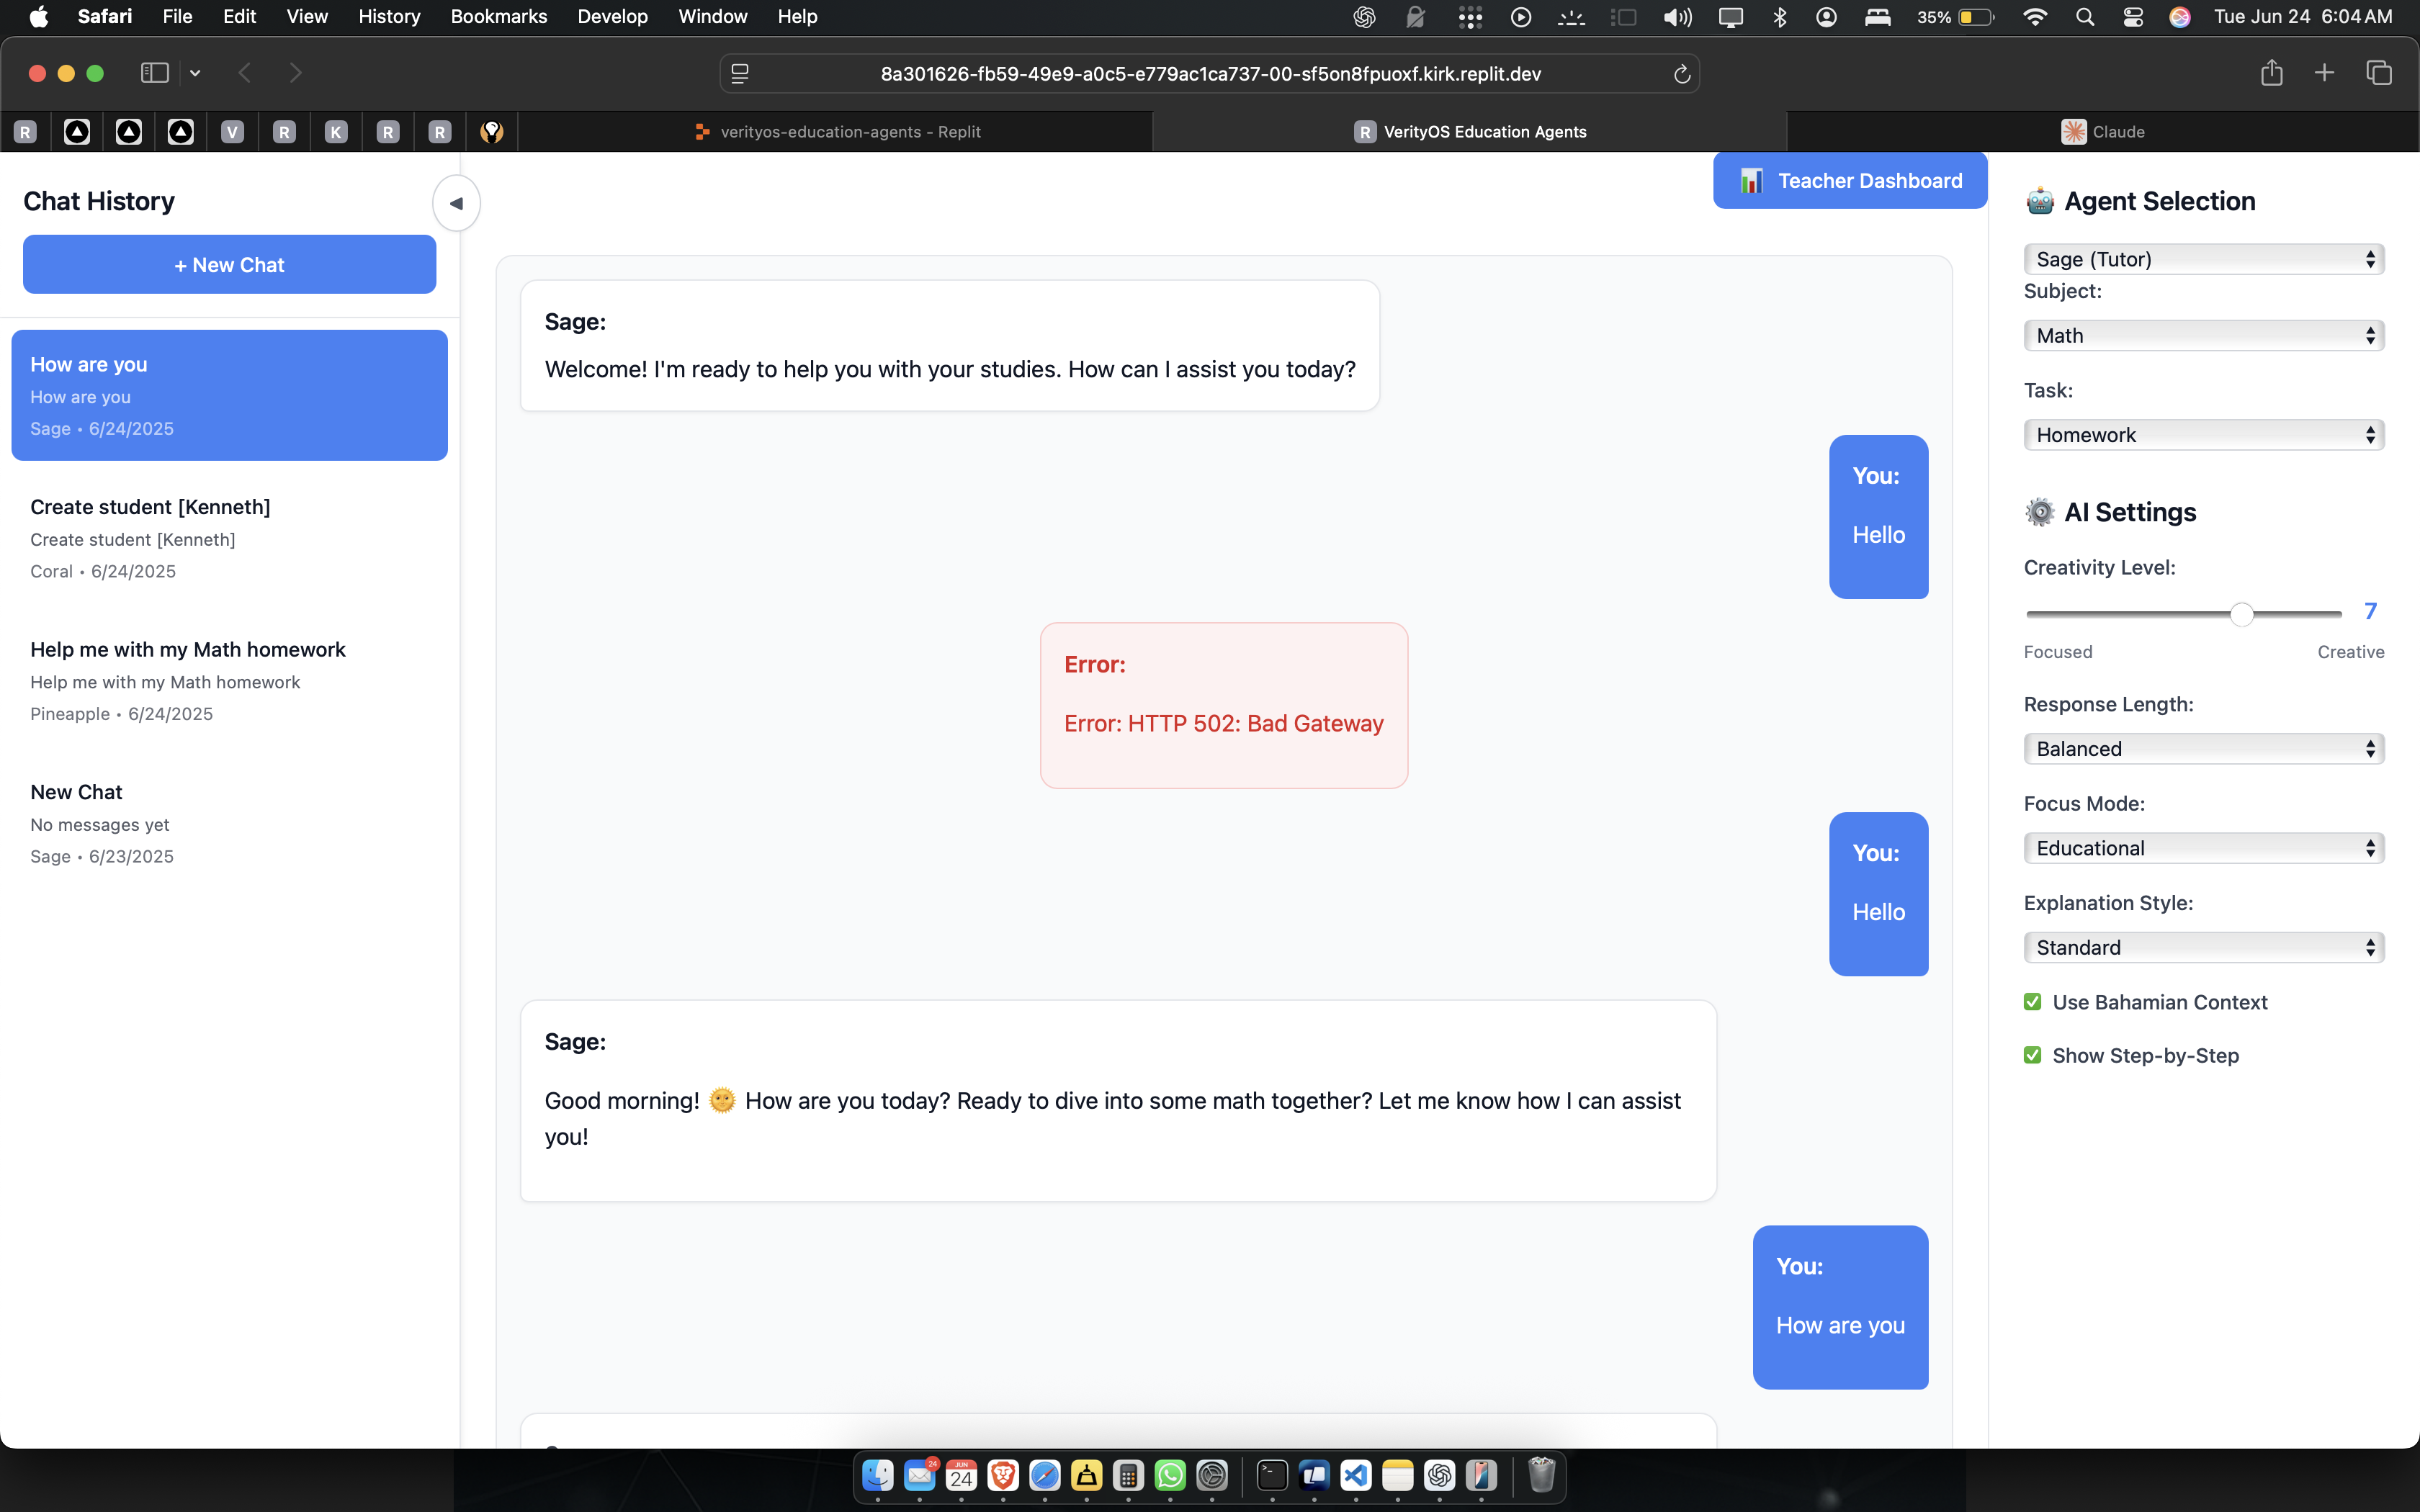 Safari File Edit View History Bookmarks Develop Window Help 35% Tue Jun 24 6:04 AM
8a301626-fb59-49e9-a0c5-e779ac1ca737-00-sf5on8fpuoxf.kirk.replit.dev
R V R K R R verityos-education-agents - Replit R VerityOS Education Agents Claude
Chat History
+ New Chat
How are you
How are you
Sage • 6/24/2025
Create student [Kenneth]
Create student [Kenneth]
Coral • 6/24/2025
Help me with my Math homework
Help me with my Math homework
Pineapple • 6/24/2025
New Chat
No messages yet
Sage • 6/23/2025
Teacher Dashboard
Sage:
Welcome! I'm ready to help you with your studies. How can I assist you today?
You:
Hello
Error:
Error: HTTP 502: Bad Gateway
You:
Hello
Sage:
Good morning! 🌞 How are you today? Ready to dive into some math together? Let me know how I can assist
you!
You:
How are you
Agent Selection
Sage (Tutor)
Subject:
Math
Task:
Homework
AI Settings
Creativity Level:
7
Focused Creative
Response Length:
Balanced
Focus Mode:
Educational
Explanation Style:
Standard
Use Bahamian Context
Show Step-by-Step
24
JUN
24